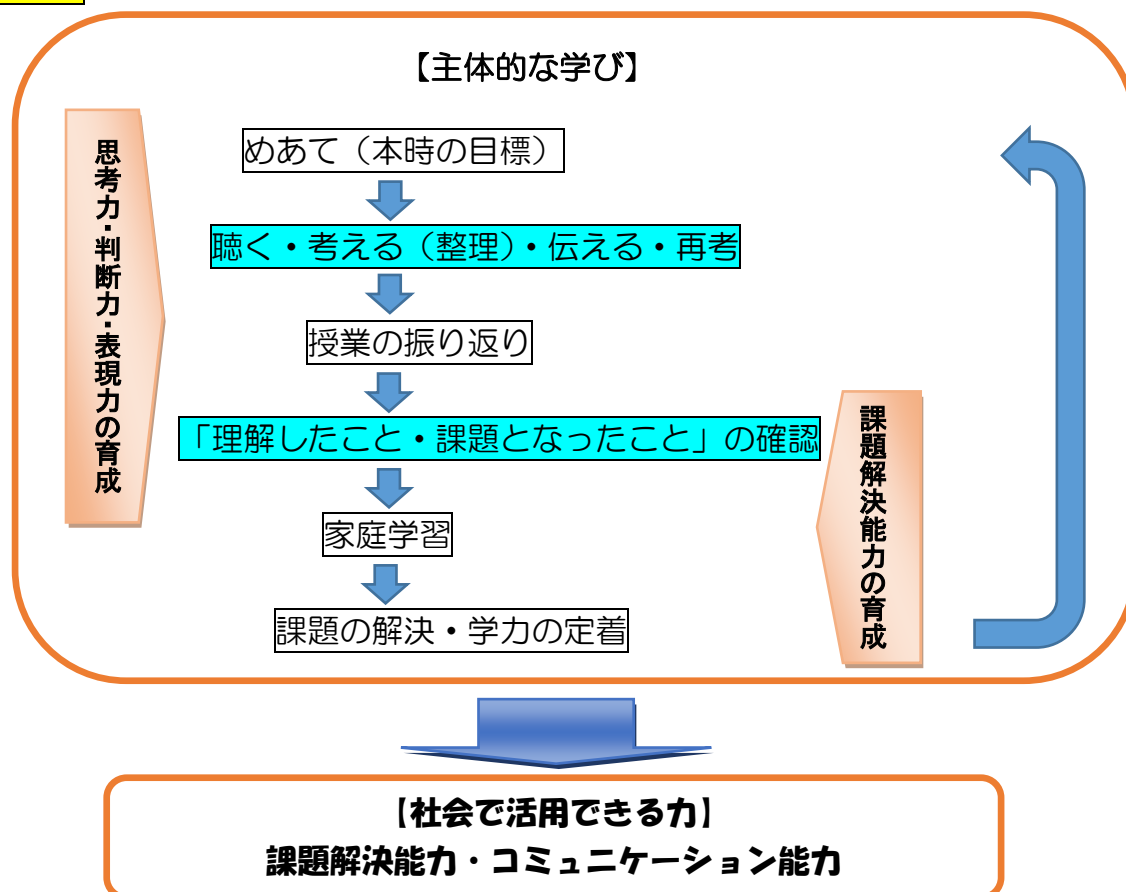 【主体的な学び】
思考力・判断力・表現力の育成
めあて（本時の目標）
聴く・考える（整理）・伝える・再考
授業の振り返り
「理解したこと・課題となったこと」の確認
家庭学習
課題の解決・学力の定着
課題解決能力の育成
【社会で活用できる力】
課題解決能力・コミュニケーション能力